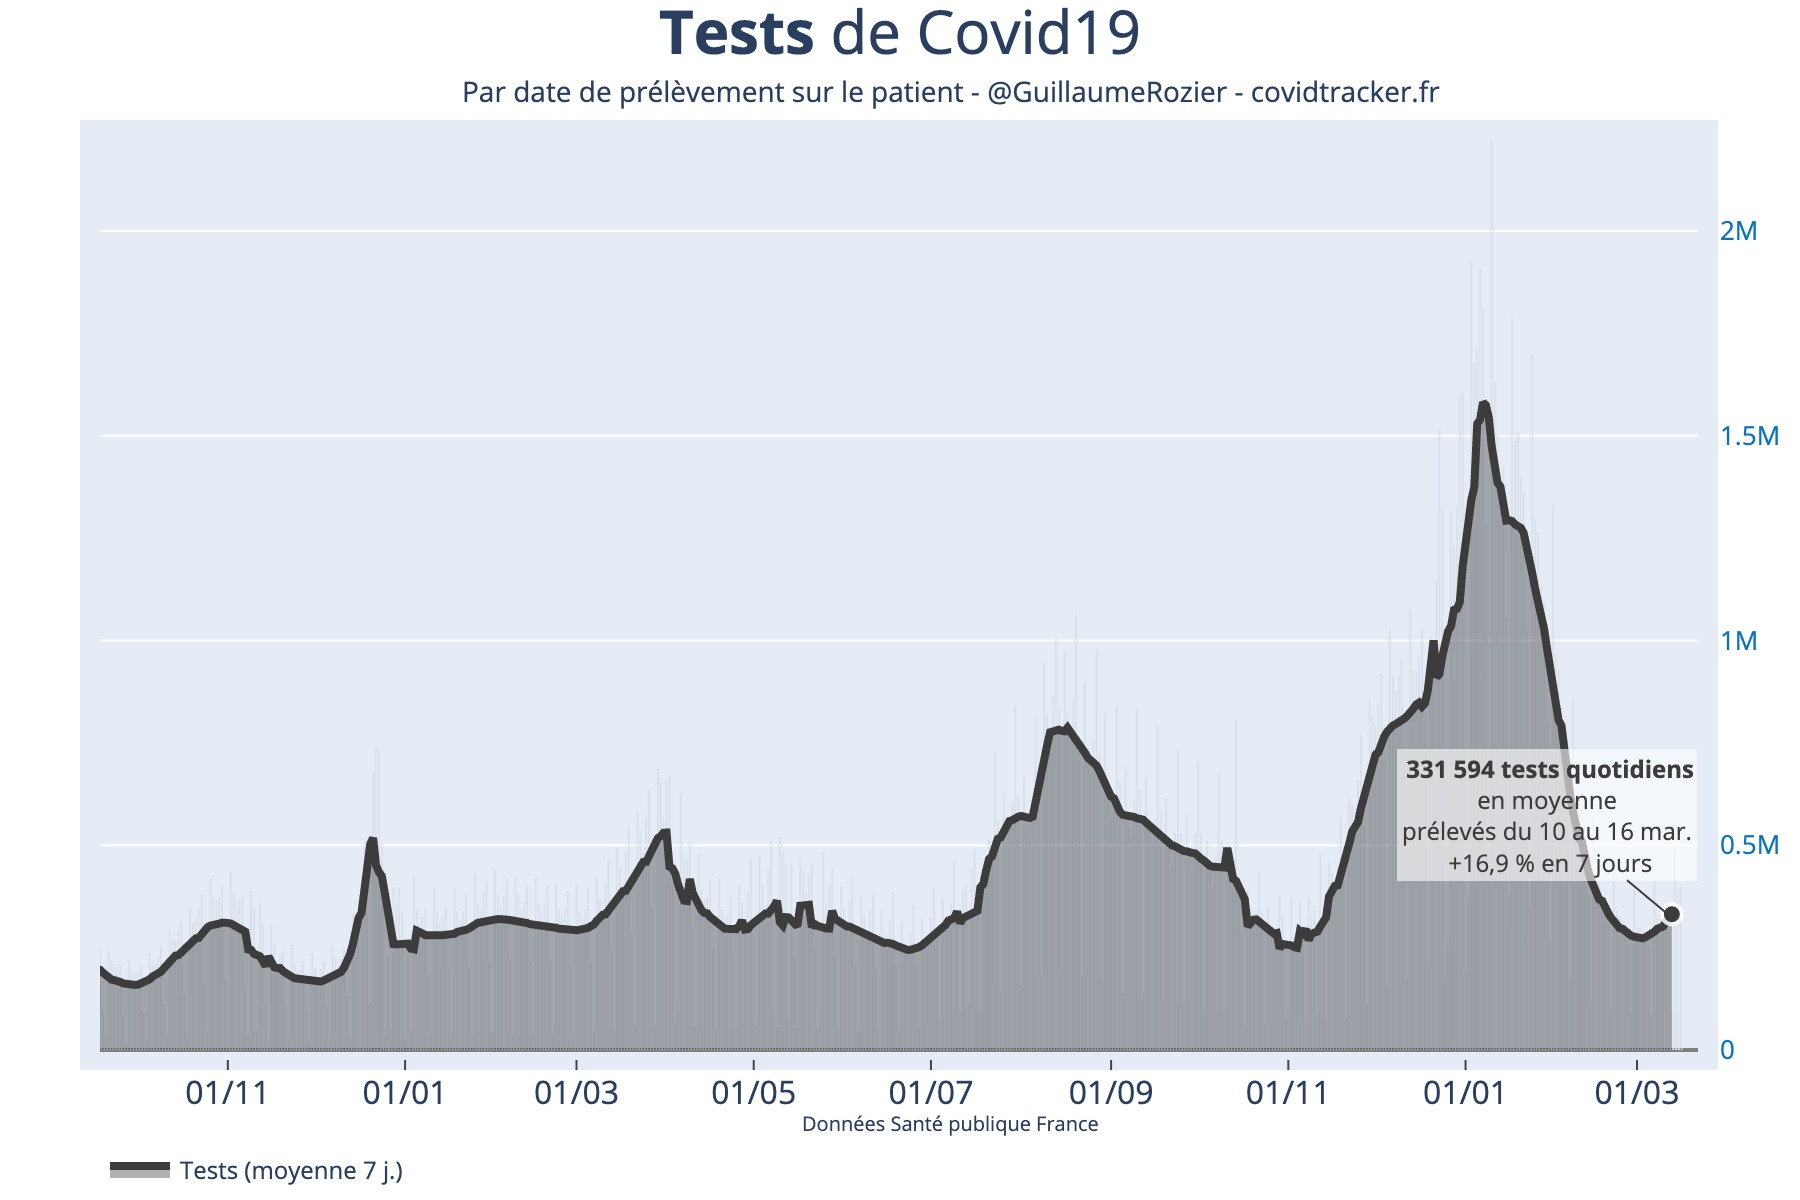 Tests de Covid19
Par date de prélèvement sur le patient - @GuillaumeRozier - covidtracker.fr
2M
1.5M
1M
0.5M
0
331 594 tests quotidiens
en moyenne
prélevés du 10 au 16 mar.
+16,9 % en 7 jours
01/11 01/01 01/03 01/05 01/07 01/09 01/11 01/01 01/03
Données Santé publique France
Tests (moyenne 7 j.)